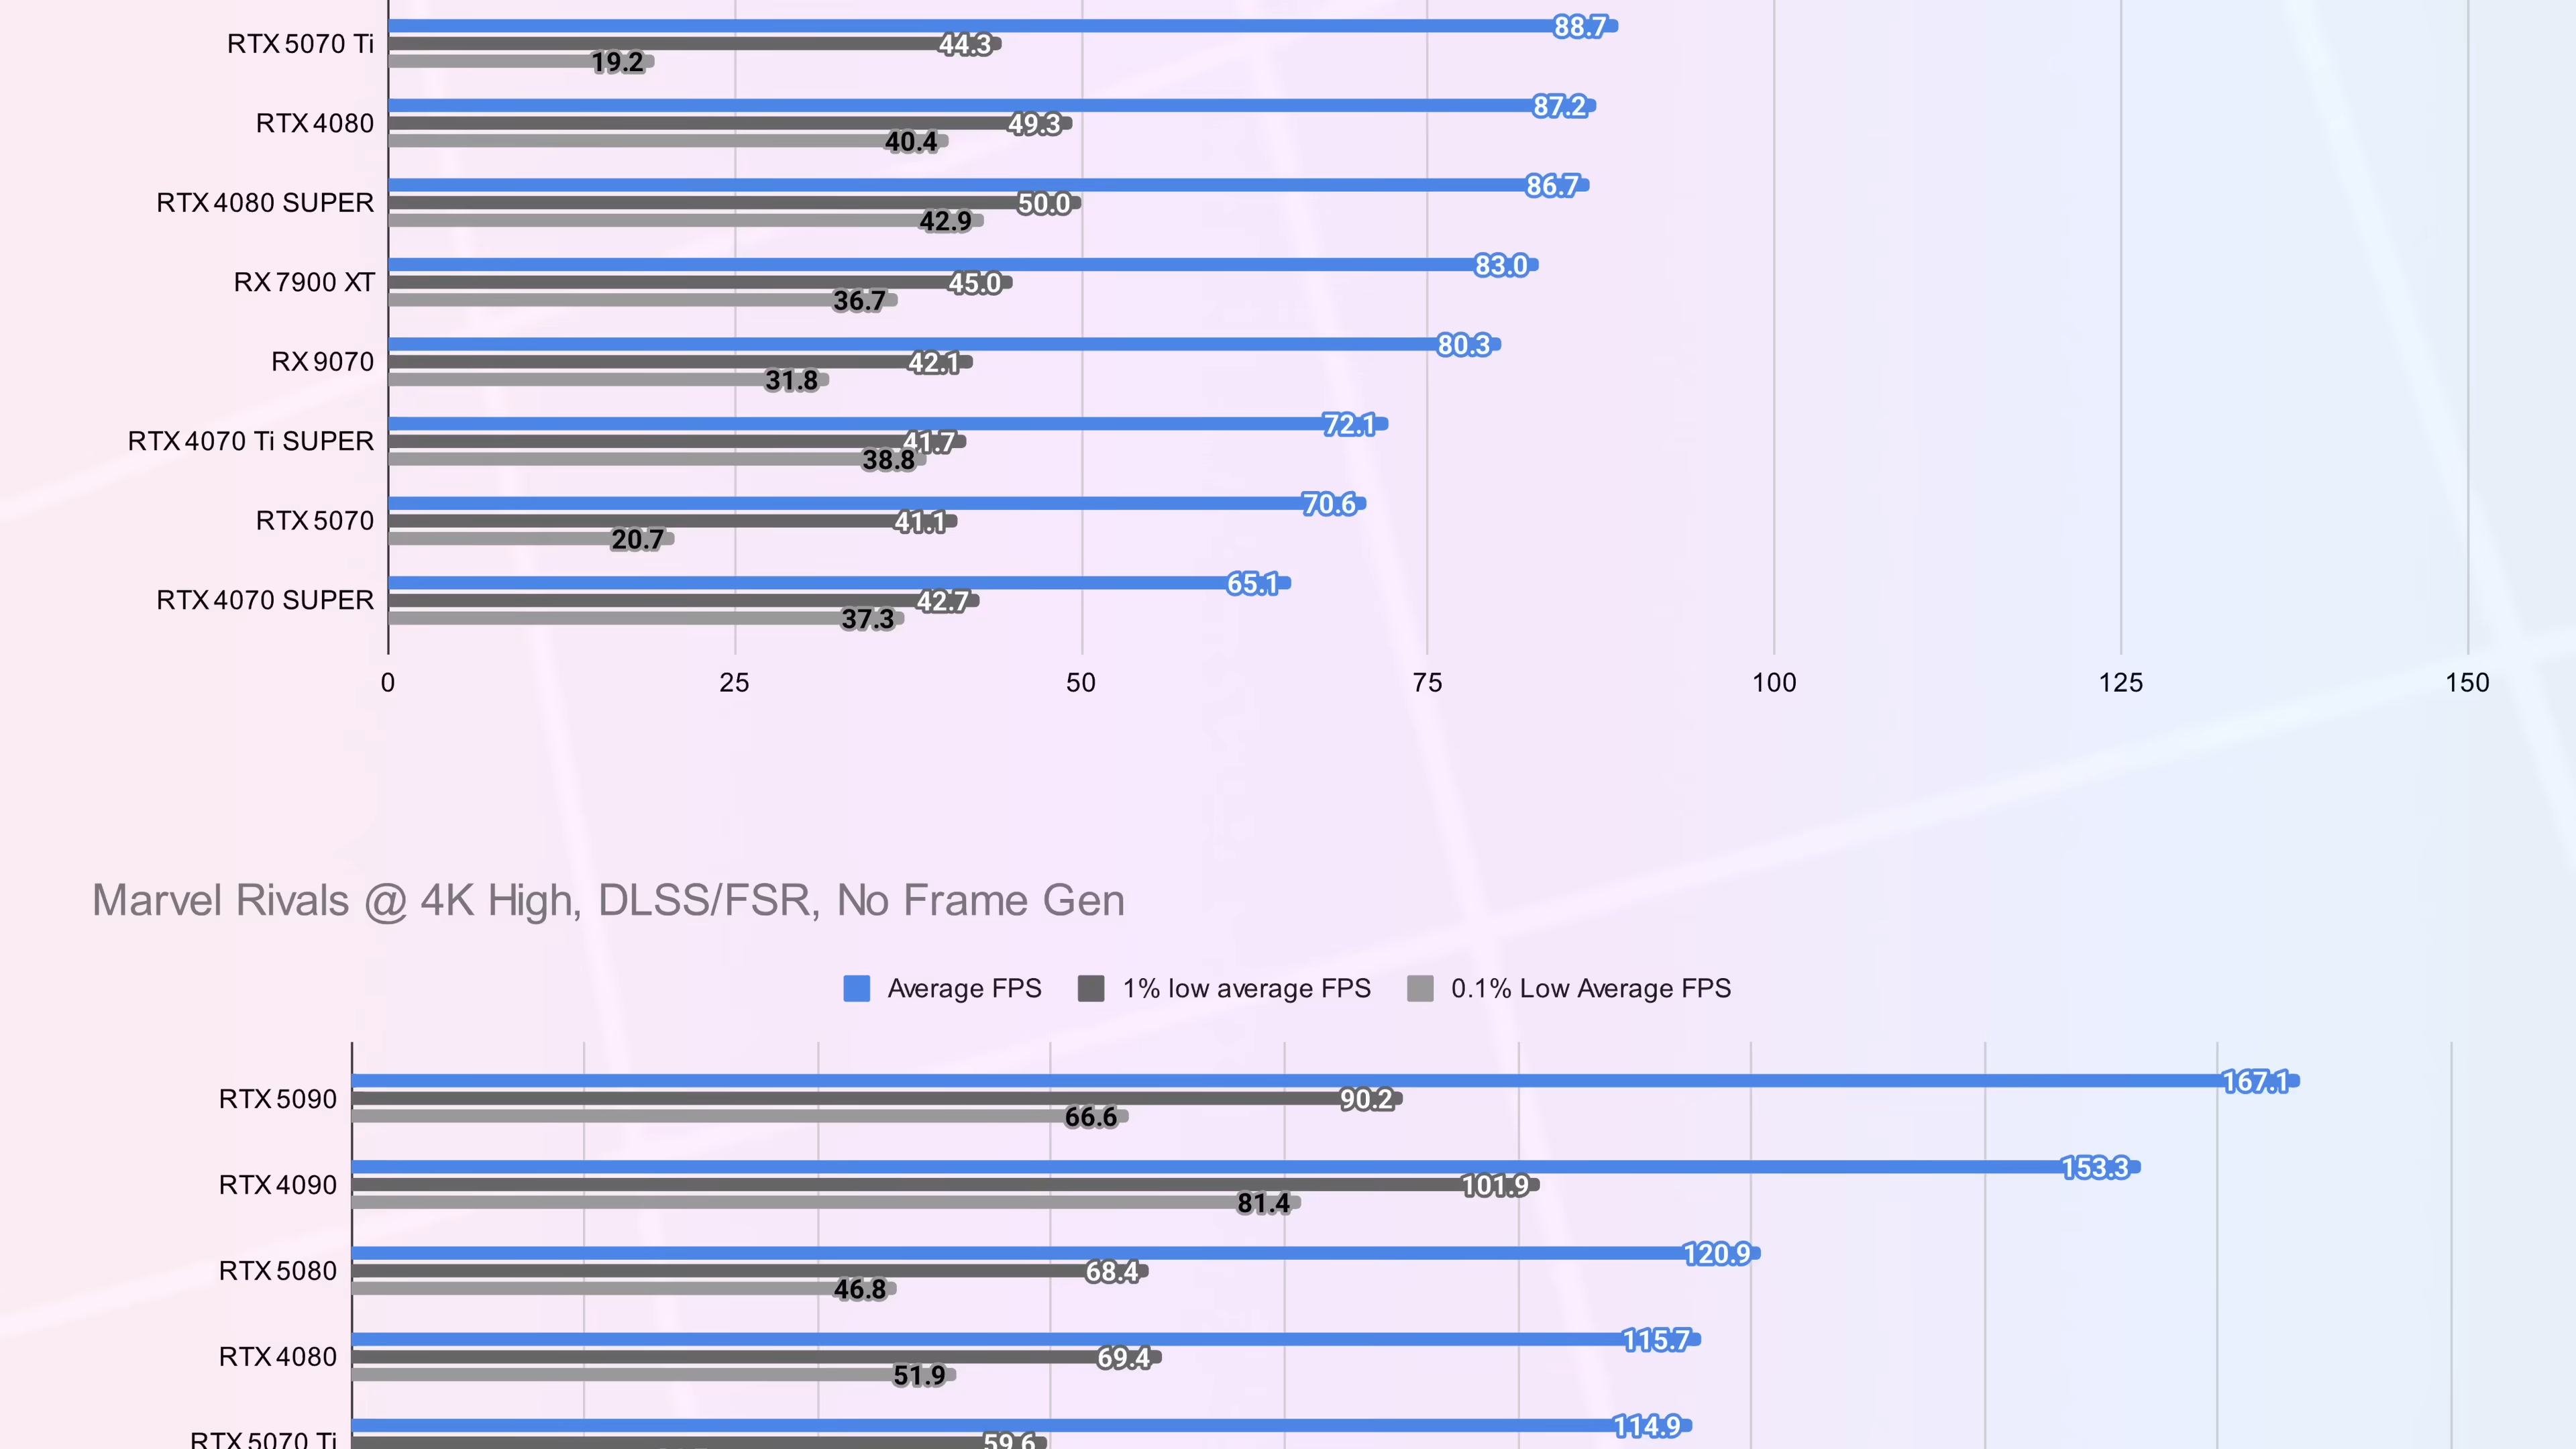 88.7
RTX 5070 Ti
44.3
19.2
87.2
RTX 4080
49.3
40.4
86.7
RTX 4080 SUPER
50.0
42.9
83.0
RX 7900 XT
45.0
36.7
80.3
RX 9070
42.1
31.8
72.1
RTX 4070 Ti SUPER
41.7
38.8
70.6
RTX 5070
41.1
20.7
65.1
RTX 4070 SUPER
42.7
37.3
0 25 50 75 100 125 150
Marvel Rivals @ 4K High, DLSS/FSR, No Frame Gen
Average FPS 1% low average FPS 0.1% Low Average FPS
167.1
RTX 5090
90.2
66.6
153.3
RTX 4090
101.9
81.4
120.9
RTX 5080
68.4
46.8
115.7
RTX 4080
69.4
51.9
114.9
RTX 5070 Ti
59.6